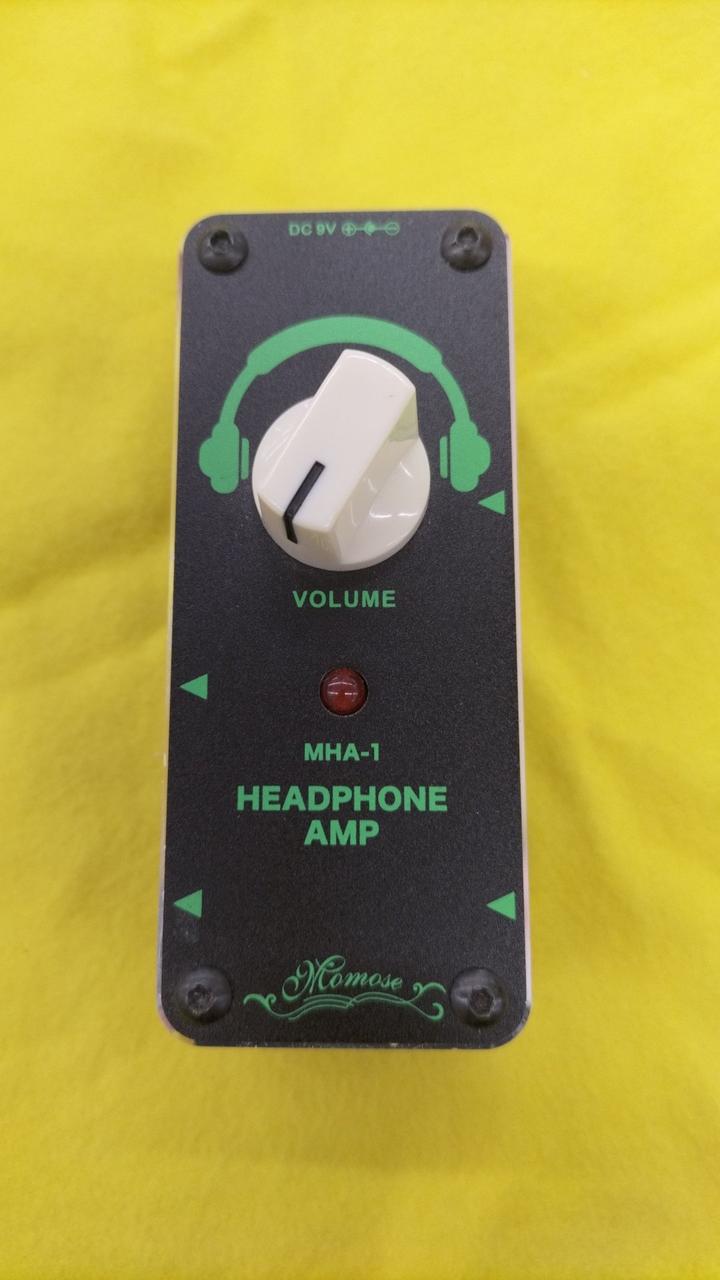 DC 9V
VOLUME
MHA-1
HEADPHONE
AMP
Momose